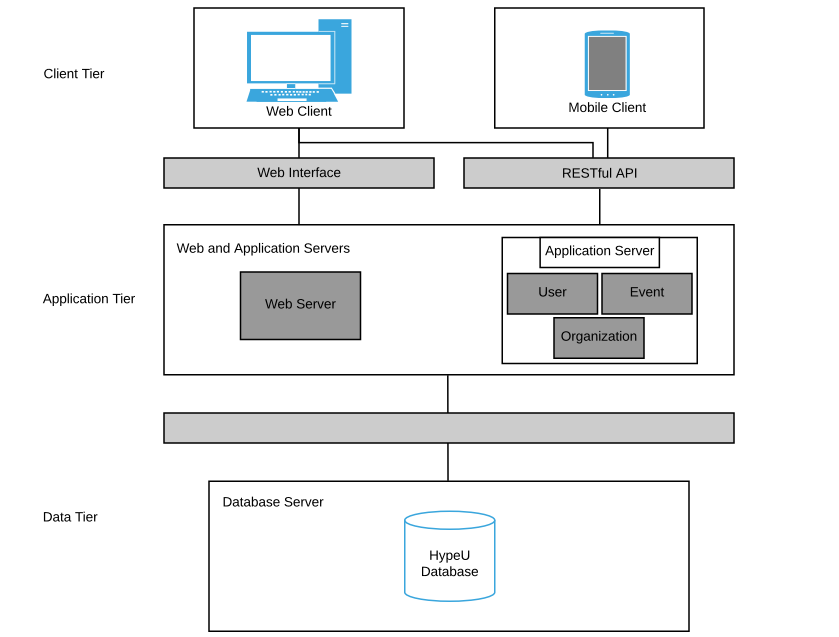 Client Tier
Web Client
Mobile Client
Web Interface
RESTful API
Web and Application Servers
Application Server
Application Tier
Web Server
User
Event
Organization
Data Tier
Database Server
HypeU
Database